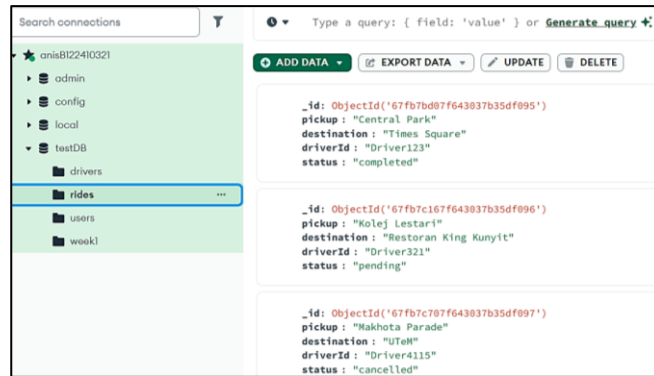 Search connections
anisB122410321
admin
config
local
testDB
drivers
rides
...
users
week1
Type a query: { field: 'value' } or Generate query
ADD DATA
EXPORT DATA
UPDATE
DELETE
_id: ObjectId('67fb7bd07f643037b35df095')
pickup : "Central Park"
destination : "Times Square"
driverId : "Driver123"
status : "completed"
_id: ObjectId('67fb7c167f643037b35df096')
pickup : "Kolej Lestari"
destination : "Restoran King Kunyit"
driverId : "Driver321"
status : "pending"
_id: ObjectId('67fb7c707f643037b35df097')
pickup : "Makhota Parade"
destination : "UTeM"
driverId : "Driver4115"
status : "cancelled"